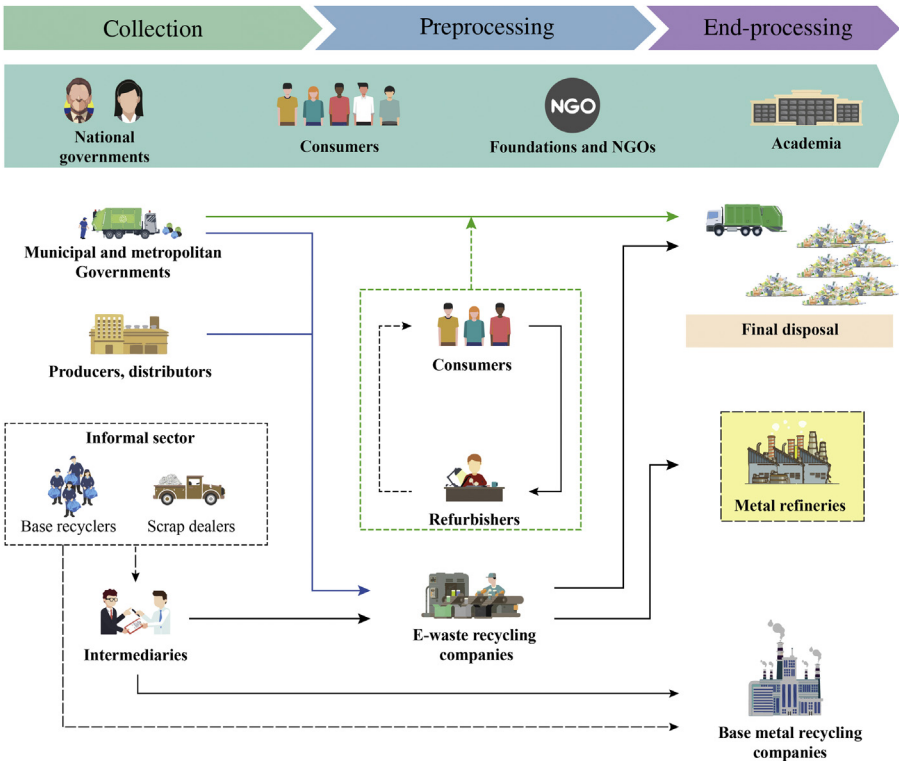 Collection
Preprocessing
End-processing
National
governments
Consumers
NGO
Foundations and NGOs
Academia
Municipal and metropolitan
Governments
Producers, distributors
Consumers
Refurbishers
Final disposal
Informal sector
Base recyclers
Scrap dealers
Metal refineries
Intermediaries
E-waste recycling
companies
Base metal recycling
companies